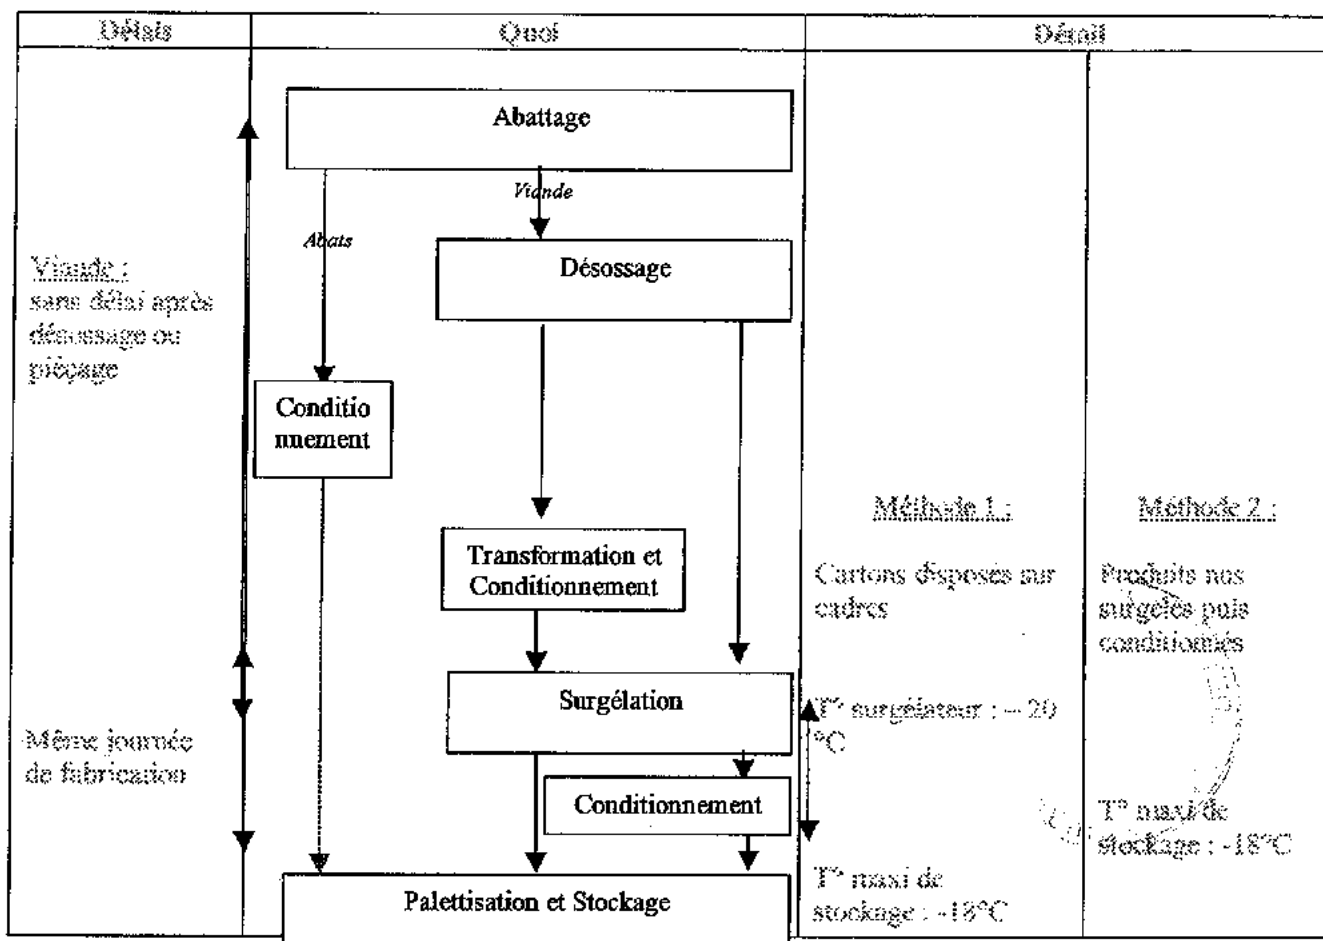 Délais
Quoi
Détail
Abattage
Viande
Abats
Désossage
Viande :
sans délai après
désossage ou
piéçage
Conditio
nnement
Méthode 1 :
Méthode 2 :
Transformation et
Conditionnement
Cartons disposés sur
cadres
Produits nus
surgelés puis
conditionnés
Surgélation
T° surgélateur : – 20
°C
Même journée
de fabrication
Conditionnement
T° maxi de
stockage : -18°C
T° maxi de
stockage : -18°C
Palettisation et Stockage